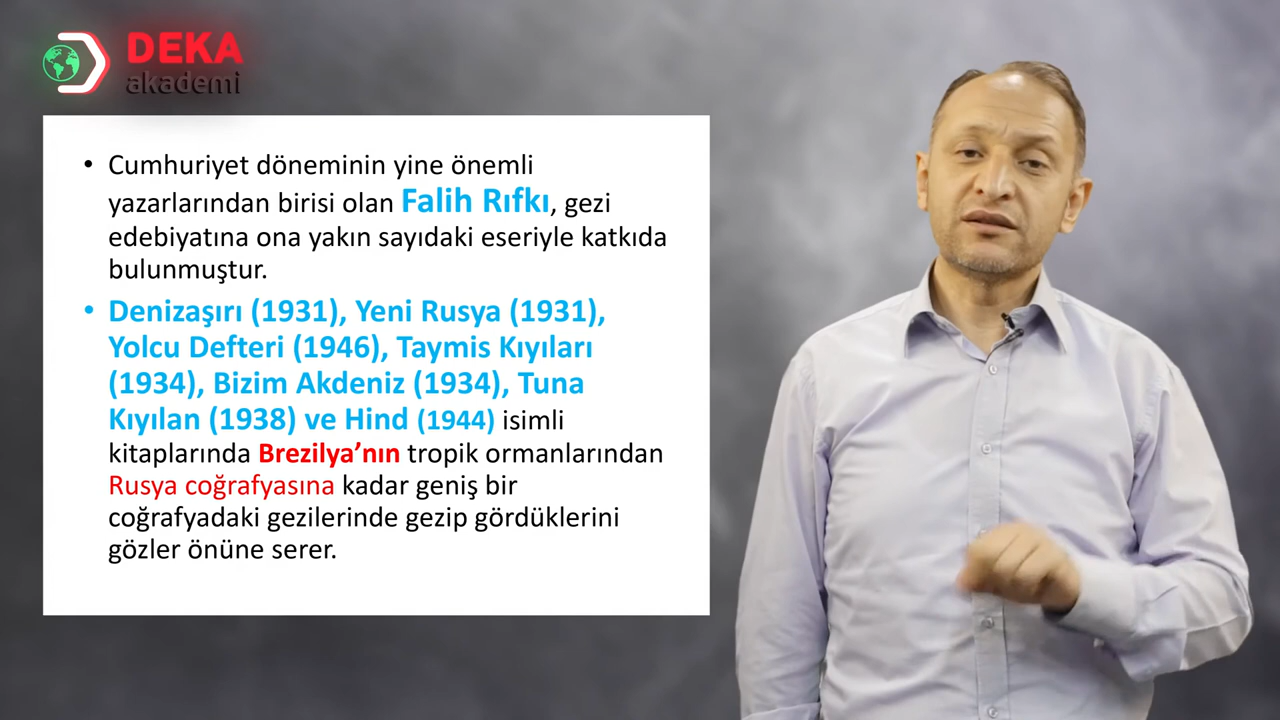 DEKA
akademi
• Cumhuriyet döneminin yine önemli
yazarlarından birisi olan Falih Rıfkı, gezi
edebiyatına ona yakın sayıdaki eseriyle katkıda
bulunmuştur.
• Denizaşırı (1931), Yeni Rusya (1931),
Yolcu Defteri (1946), Taymis Kıyıları
(1934), Bizim Akdeniz (1934), Tuna
Kıyılan (1938) ve Hind (1944) isimli
kitaplarında Brezilya’nın tropik ormanlarından
Rusya coğrafyasına kadar geniş bir
coğrafyadaki gezilerinde gezip gördüklerini
gözler önüne serer.